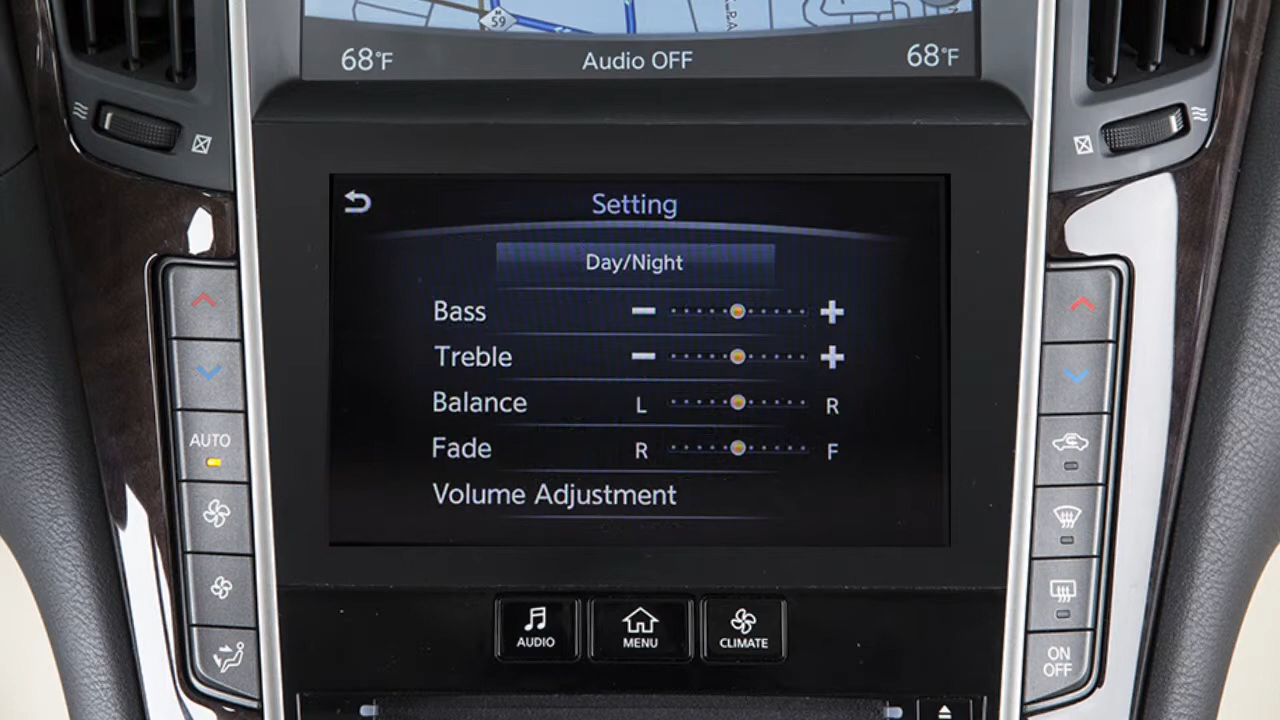 59
68°F
Audio OFF
68°F
Setting
Day/Night
Bass
Treble
Balance L R
Fade R F
Volume Adjustment
AUTO
ON
OFF
AUDIO
MENU
CLIMATE